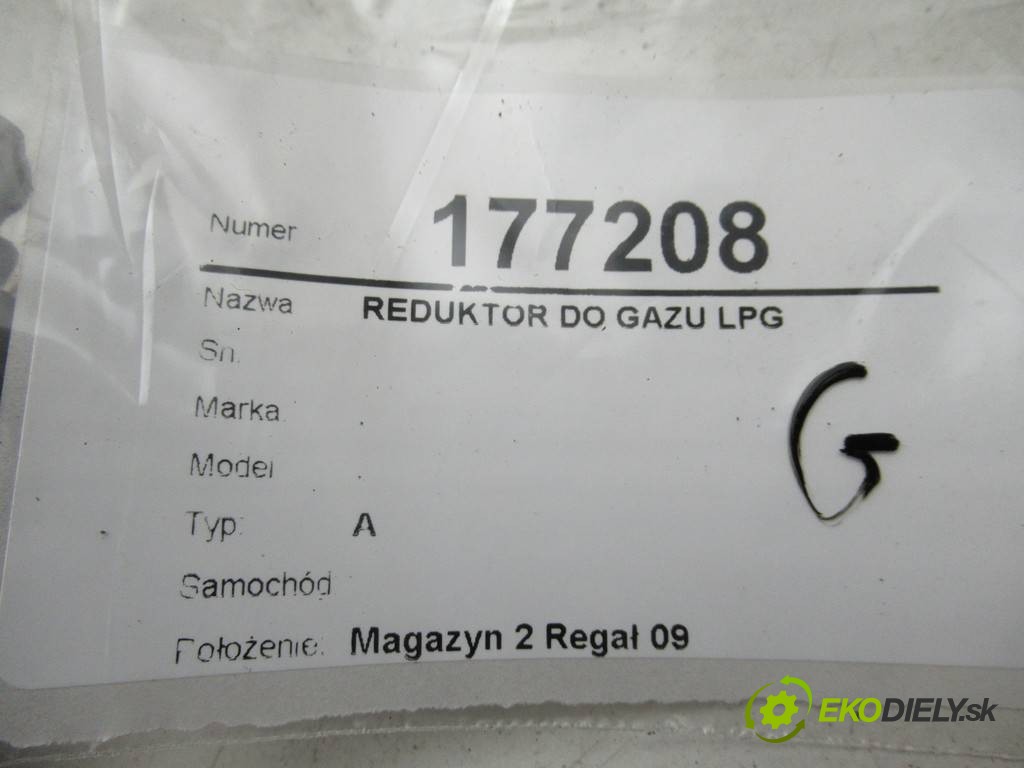 Numer 177208
Nazwa REDUKTOR DO GAZU LPG
Sn.
Marka
Model
G
Typ: A
Samochód
Położenie: Magazyn 2 Regał 09
EKODIELY.sk